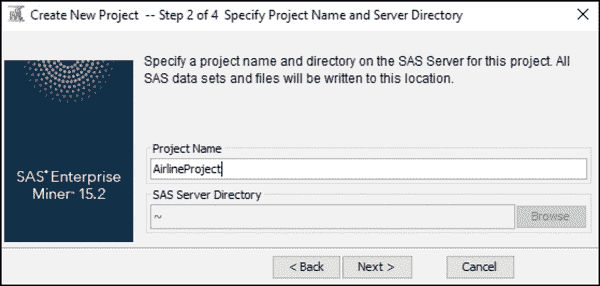 Create New Project -- Step 2 of 4 Specify Project Name and Server Directory
Specify a project name and directory on the SAS Server for this project. All
SAS data sets and files will be written to this location.
SAS® Enterprise
Miner™ 15.2
Project Name
AirlineProject
SAS Server Directory
~
Browse
< Back
Next >
Cancel